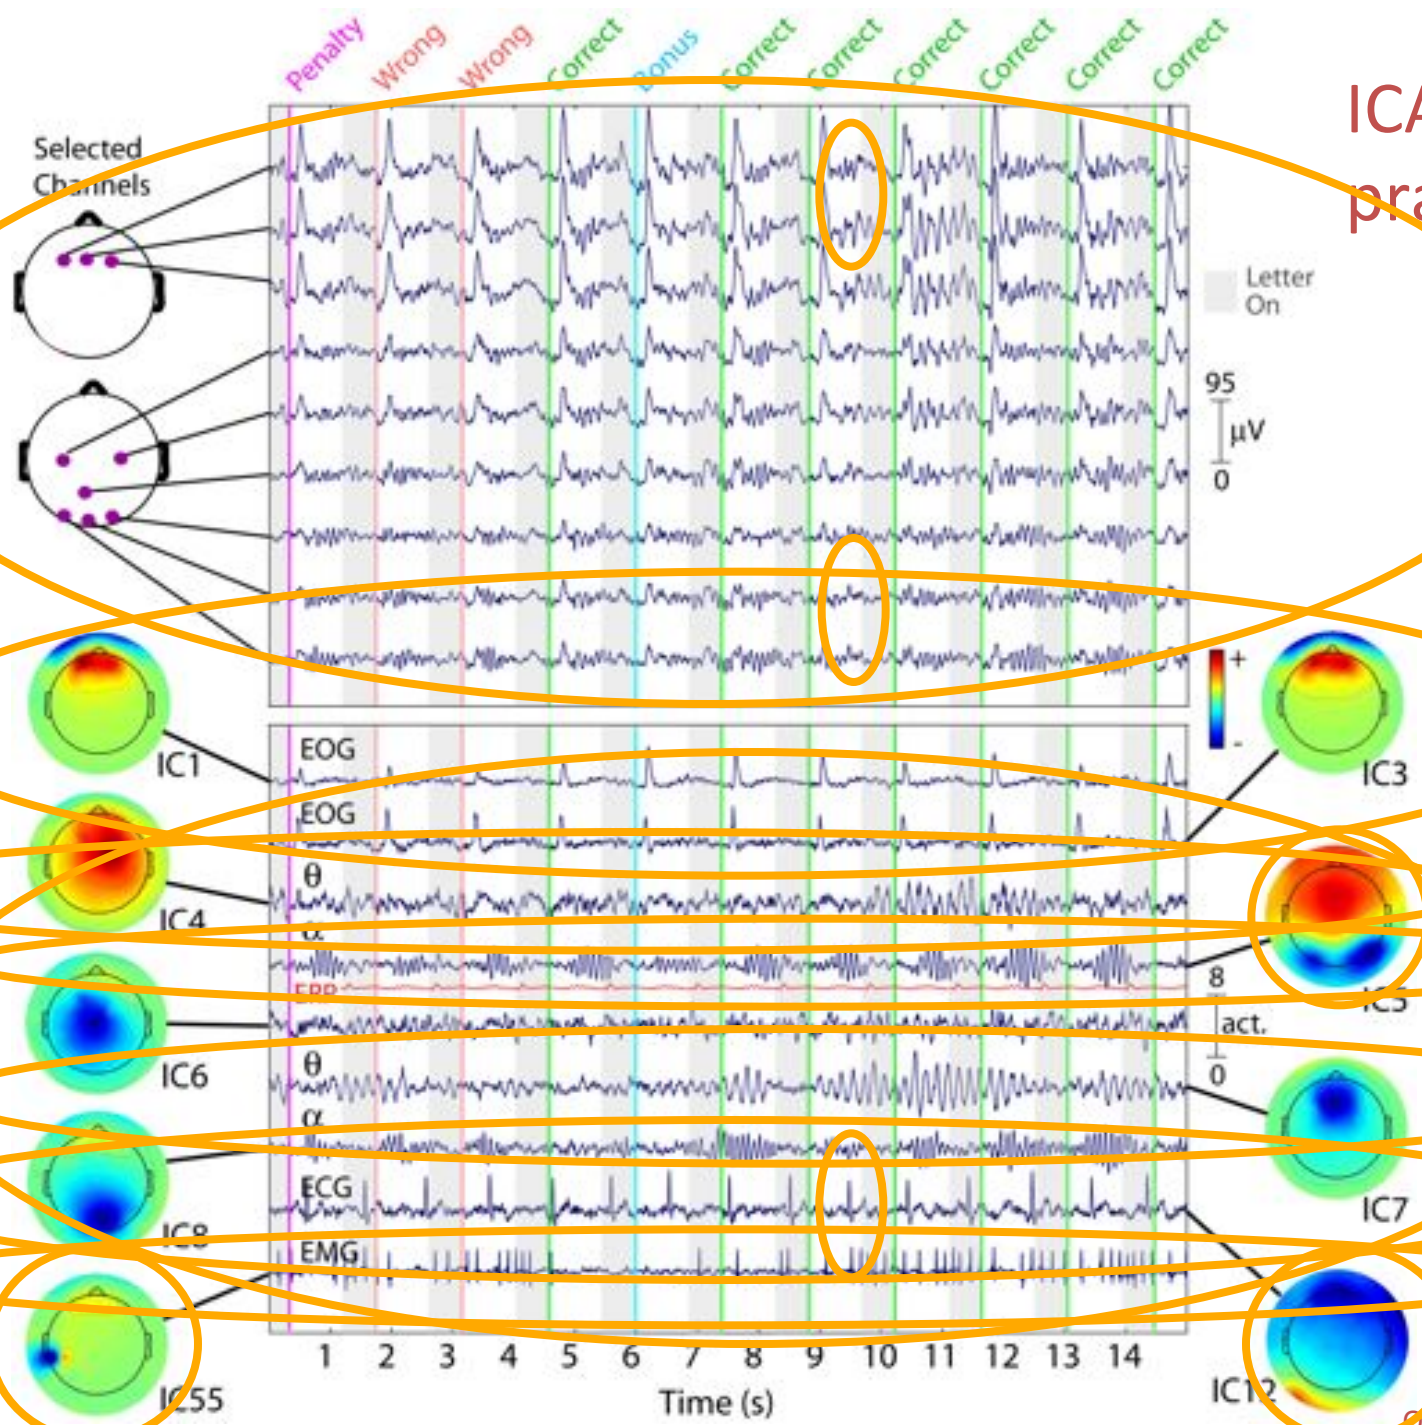 Penalty
Wrong
Wrong
Correct
Bonus
Correct
Correct
Correct
Correct
Correct
Correct
Selected
Channels
Letter
On
95
µV
0
+
-
EOG
IC1
IC3
EOG
θ
IC4
α
IC5
8
ERP
act.
IC6
0
θ
α
IC7
ECG
IC8
EMG
1 2 3 4 5 6 7 8 9 10 11 12 13 14
IC55
IC12
Time (s)